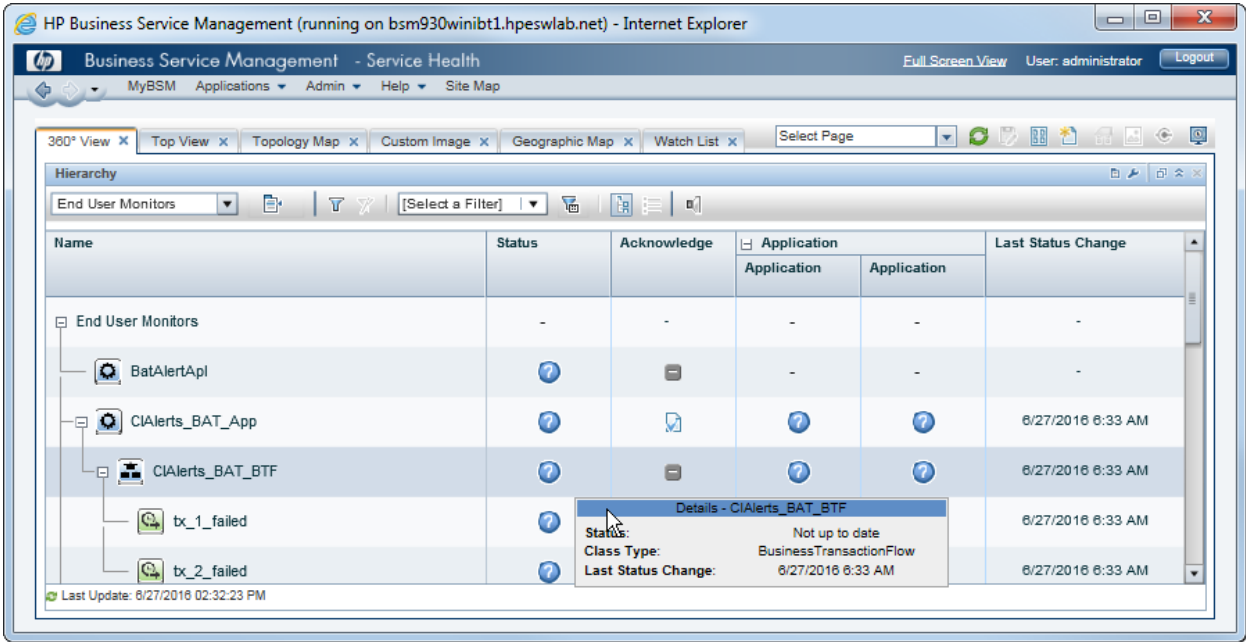 HP Business Service Management (running on bsm930winibt1.hpeswlab.net) - Internet Explorer
hp Business Service Management - Service Health Full Screen View User: administrator Logout
MyBSM Applications Admin Help Site Map
360° View Top View Topology Map Custom Image Geographic Map Watch List Select Page
Hierarchy
End User Monitors [Select a Filter]
Name Status Acknowledge Application Last Status Change
Application Application
End User Monitors - - - - -
BatAlertApl - - -
CIAlerts_BAT_App 6/27/2016 6:33 AM
CIAlerts_BAT_BTF 6/27/2016 6:33 AM
Details - CIAlerts_BAT_BTF
tx_1_failed 6/27/2016 6:33 AM
Status: Not up to date
Class Type: BusinessTransactionFlow
Last Status Change: 6/27/2016 6:33 AM
tx_2_failed 6/27/2016 6:33 AM
Last Update: 6/27/2016 02:32:23 PM